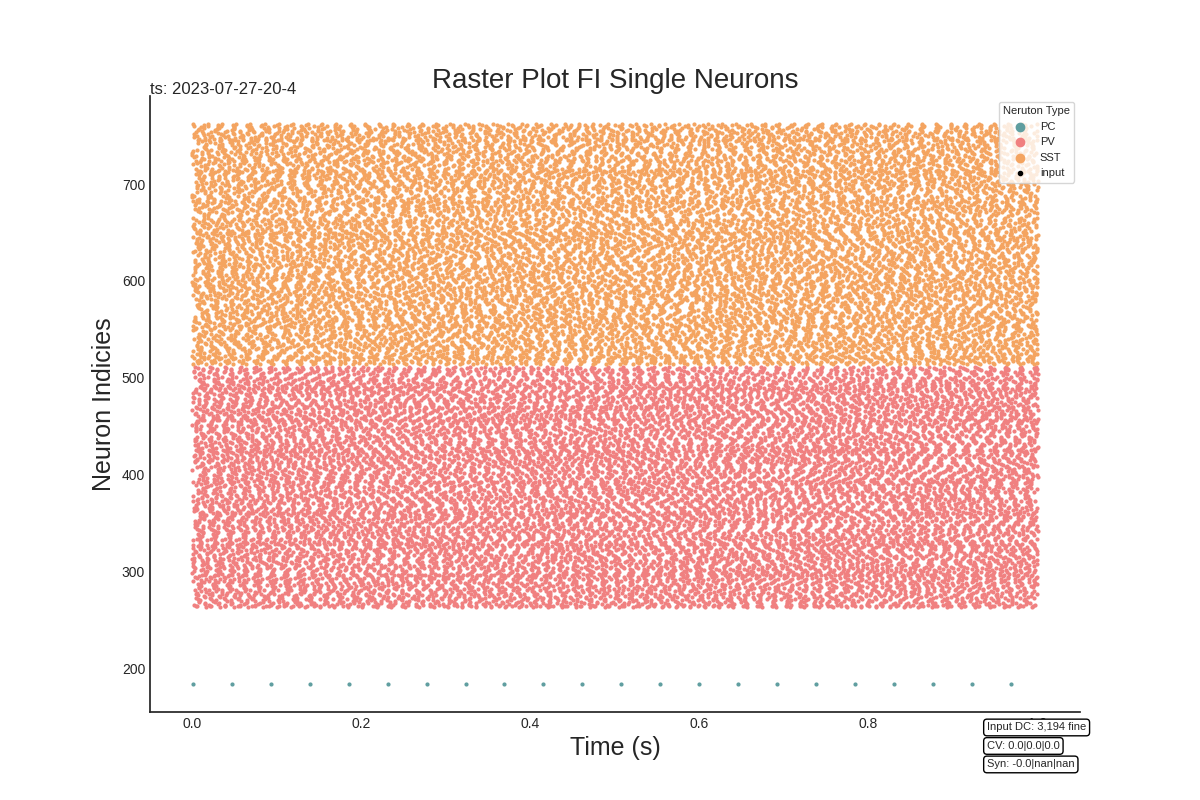 Raster Plot FI Single Neurons
ts: 2023-07-27-20-4
Neruton Type
PC
PV
SST
input
Neuron Indicies
700
600
500
400
300
200
0.0
0.2
0.4
0.6
0.8
Time (s)
Input DC: 3,194 fine
CV: 0.0|0.0|0.0
Syn: -0.0|nan|nan